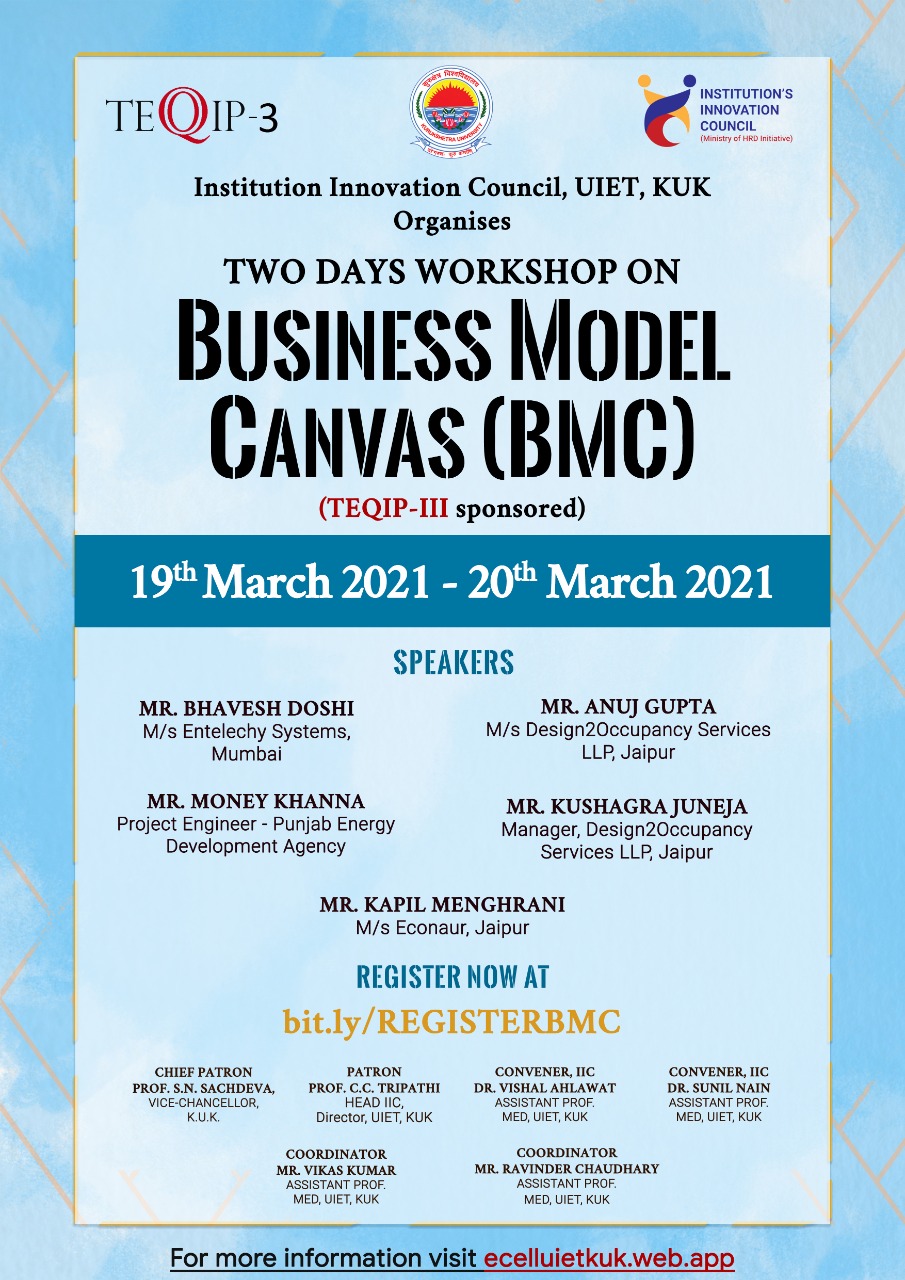 TEQIP-3
कुरुक्षेत्र विश्वविद्यालय
KURUKSHETRA UNIVERSITY
INSTITUTION'S
INNOVATION
COUNCIL
(Ministry of HRD Initiative)
Institution Innovation Council, UIET, KUK
Organises
TWO DAYS WORKSHOP ON
BUSINESS MODEL
CANVAS (BMC)
(TEQIP-III sponsored)
19th March 2021 - 20th March 2021
SPEAKERS
MR. BHAVESH DOSHI
M/s Entelechy Systems,
Mumbai
MR. ANUJ GUPTA
M/s Design2Occupancy Services
LLP, Jaipur
MR. MONEY KHANNA
Project Engineer - Punjab Energy
Development Agency
MR. KUSHAGRA JUNEJA
Manager, Design2Occupancy
Services LLP, Jaipur
MR. KAPIL MENGHRANI
M/s Econaur, Jaipur
REGISTER NOW AT
bit.ly/REGISTERBMC
CHIEF PATRON
PROF. S.N. SACHDEVA,
VICE-CHANCELLOR,
K.U.K.
PATRON
PROF. C.C. TRIPATHI
HEAD IIC,
Director, UIET, KUK
CONVENER, IIC
DR. VISHAL AHLAWAT
ASSISTANT PROF.
MED, UIET, KUK
CONVENER, IIC
DR. SUNIL NAIN
ASSISTANT PROF.
MED, UIET, KUK
COORDINATOR
MR. VIKAS KUMAR
ASSISTANT PROF.
MED, UIET, KUK
COORDINATOR
MR. RAVINDER CHAUDHARY
ASSISTANT PROF.
MED, UIET, KUK
For more information visit ecelluietkuk.web.app